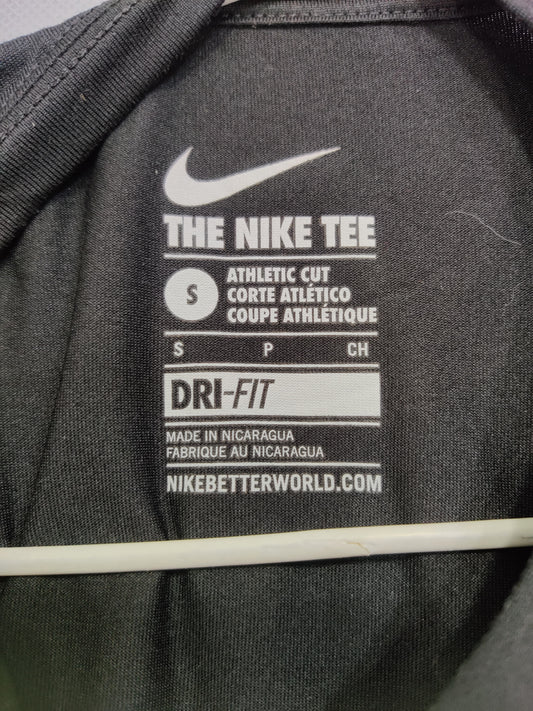 THE NIKE TEE
S
ATHLETIC CUT
CORTE ATLÉTICO
COUPE ATHLÉTIQUE
S P CH
DRI-FIT
MADE IN NICARAGUA
FABRIQUE AU NICARAGUA
NIKEBETTERWORLD.COM